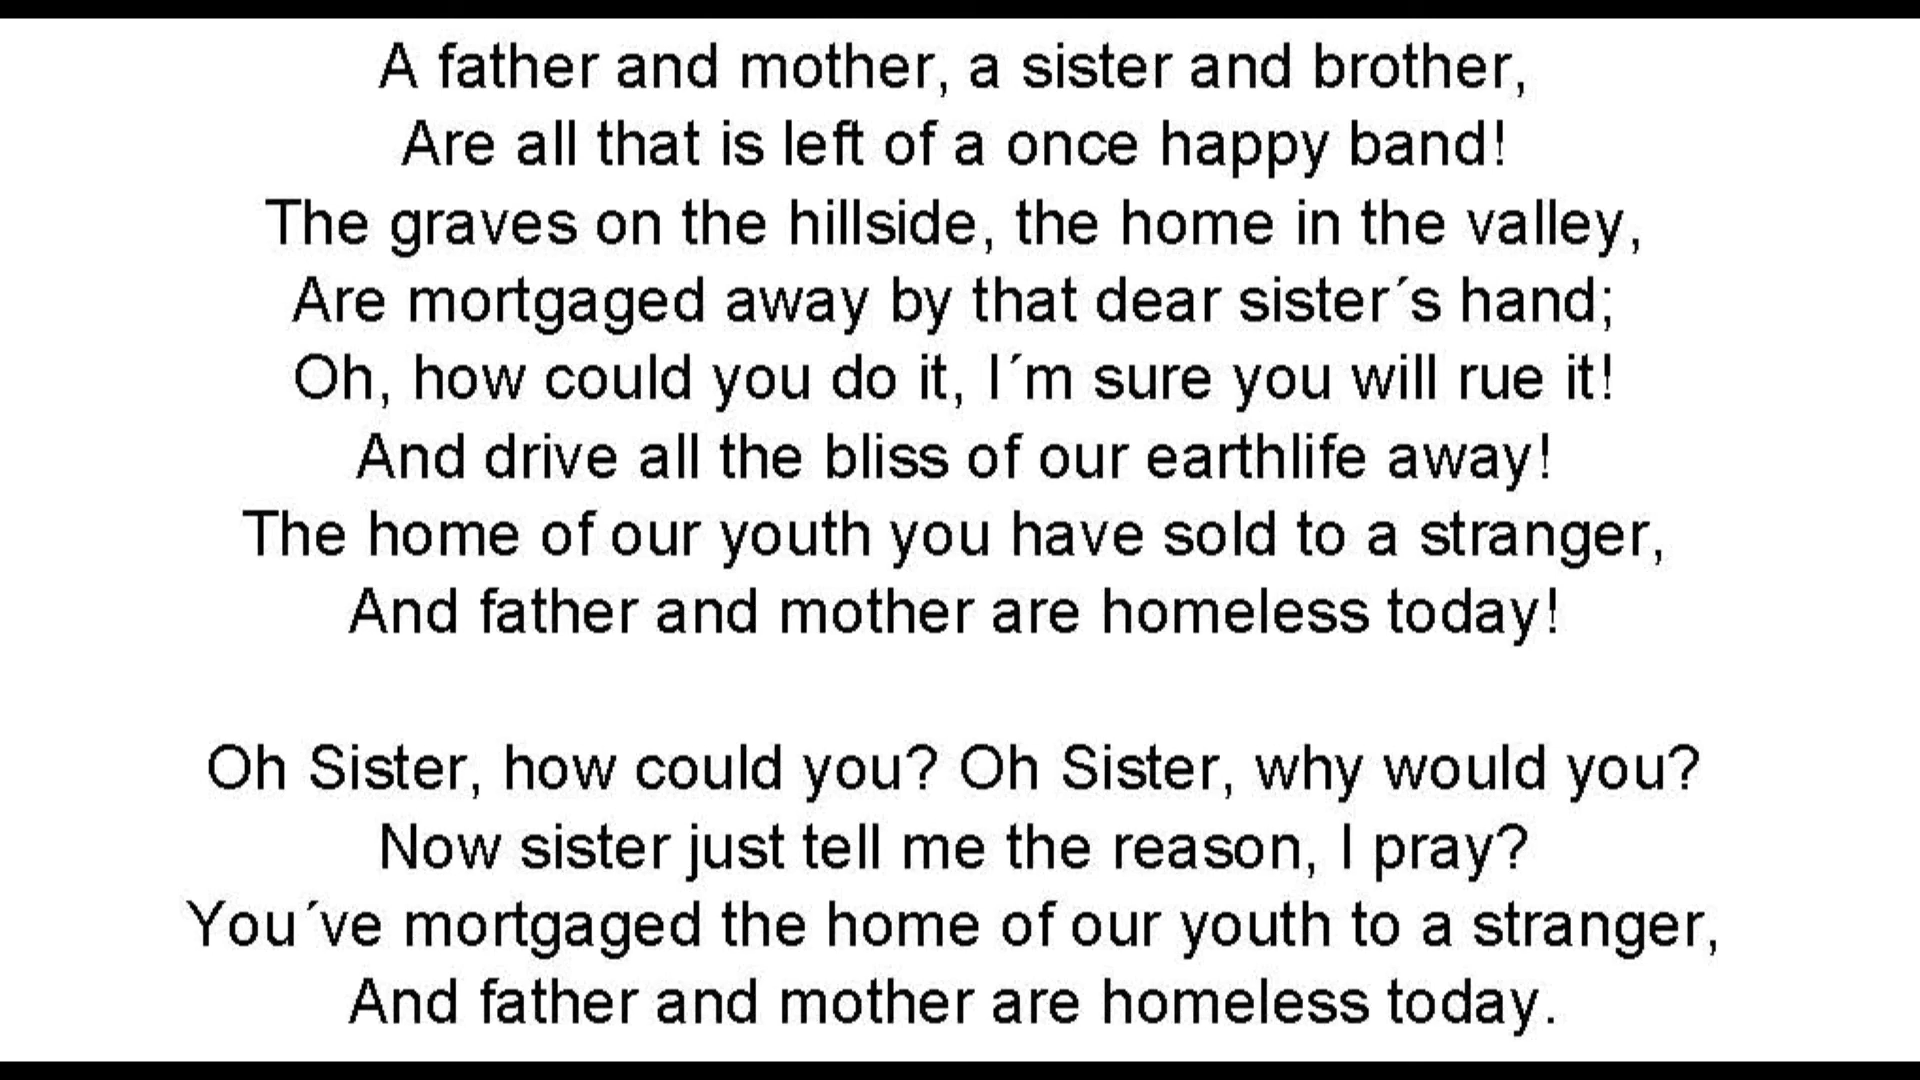 A father and mother, a sister and brother,
Are all that is left of a once happy band!
The graves on the hillside, the home in the valley,
Are mortgaged away by that dear sister´s hand;
Oh, how could you do it, I´m sure you will rue it!
And drive all the bliss of our earthlife away!
The home of our youth you have sold to a stranger,
And father and mother are homeless today!
Oh Sister, how could you? Oh Sister, why would you?
Now sister just tell me the reason, I pray?
You´ve mortgaged the home of our youth to a stranger,
And father and mother are homeless today.